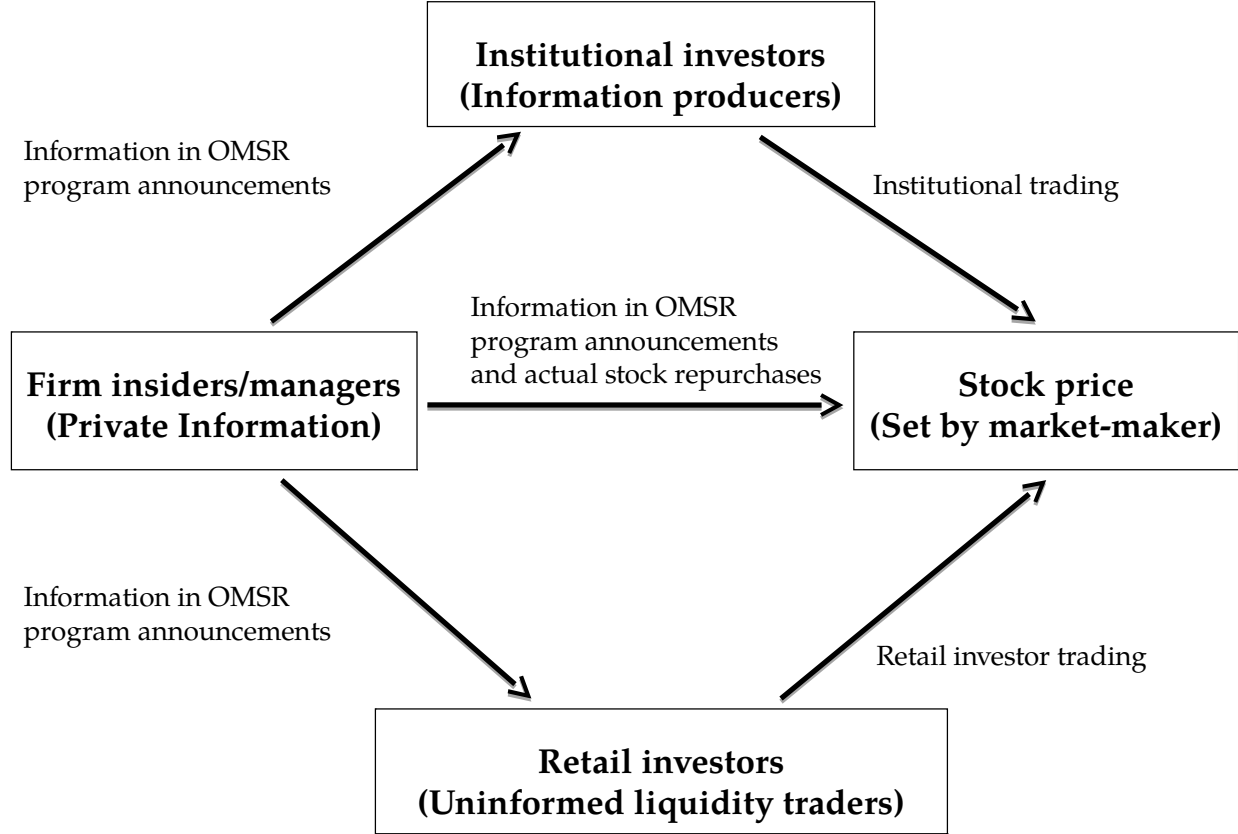 Institutional investors
(Information producers)
Information in OMSR
program announcements
Institutional trading
Information in OMSR
program announcements
and actual stock repurchases
Firm insiders/managers
(Private Information)
Stock price
(Set by market-maker)
Information in OMSR
program announcements
Retail investor trading
Retail investors
(Uninformed liquidity traders)